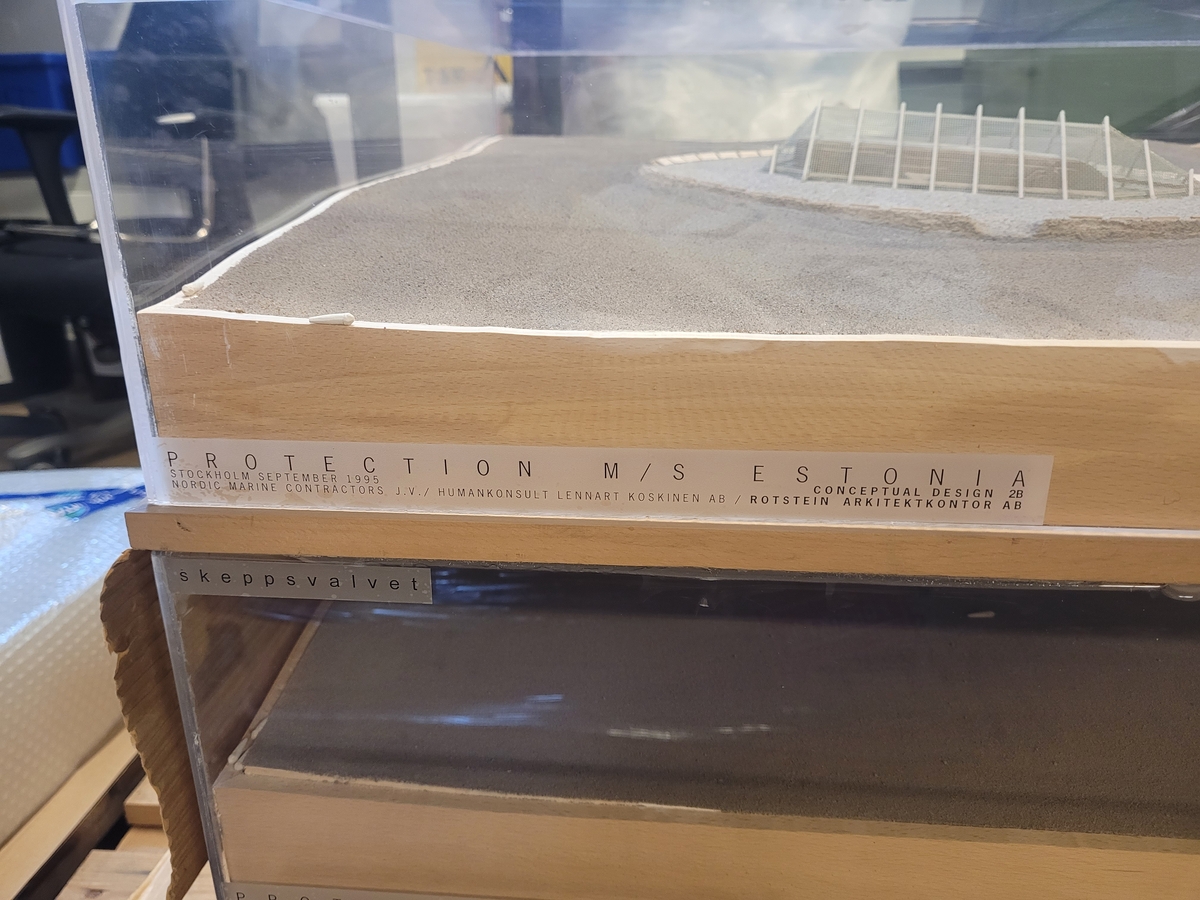 PROTECTION M/S ESTONIA
STOCKHOLM SEPTEMBER 1995
CONCEPTUAL DESIGN 2B
NORDIC MARINE CONTRACTORS J.V./ HUMANKONSULT LENNART KOSKINEN AB / ROTSTEIN ARKITEKTKONTOR AB
skeppsvalvet